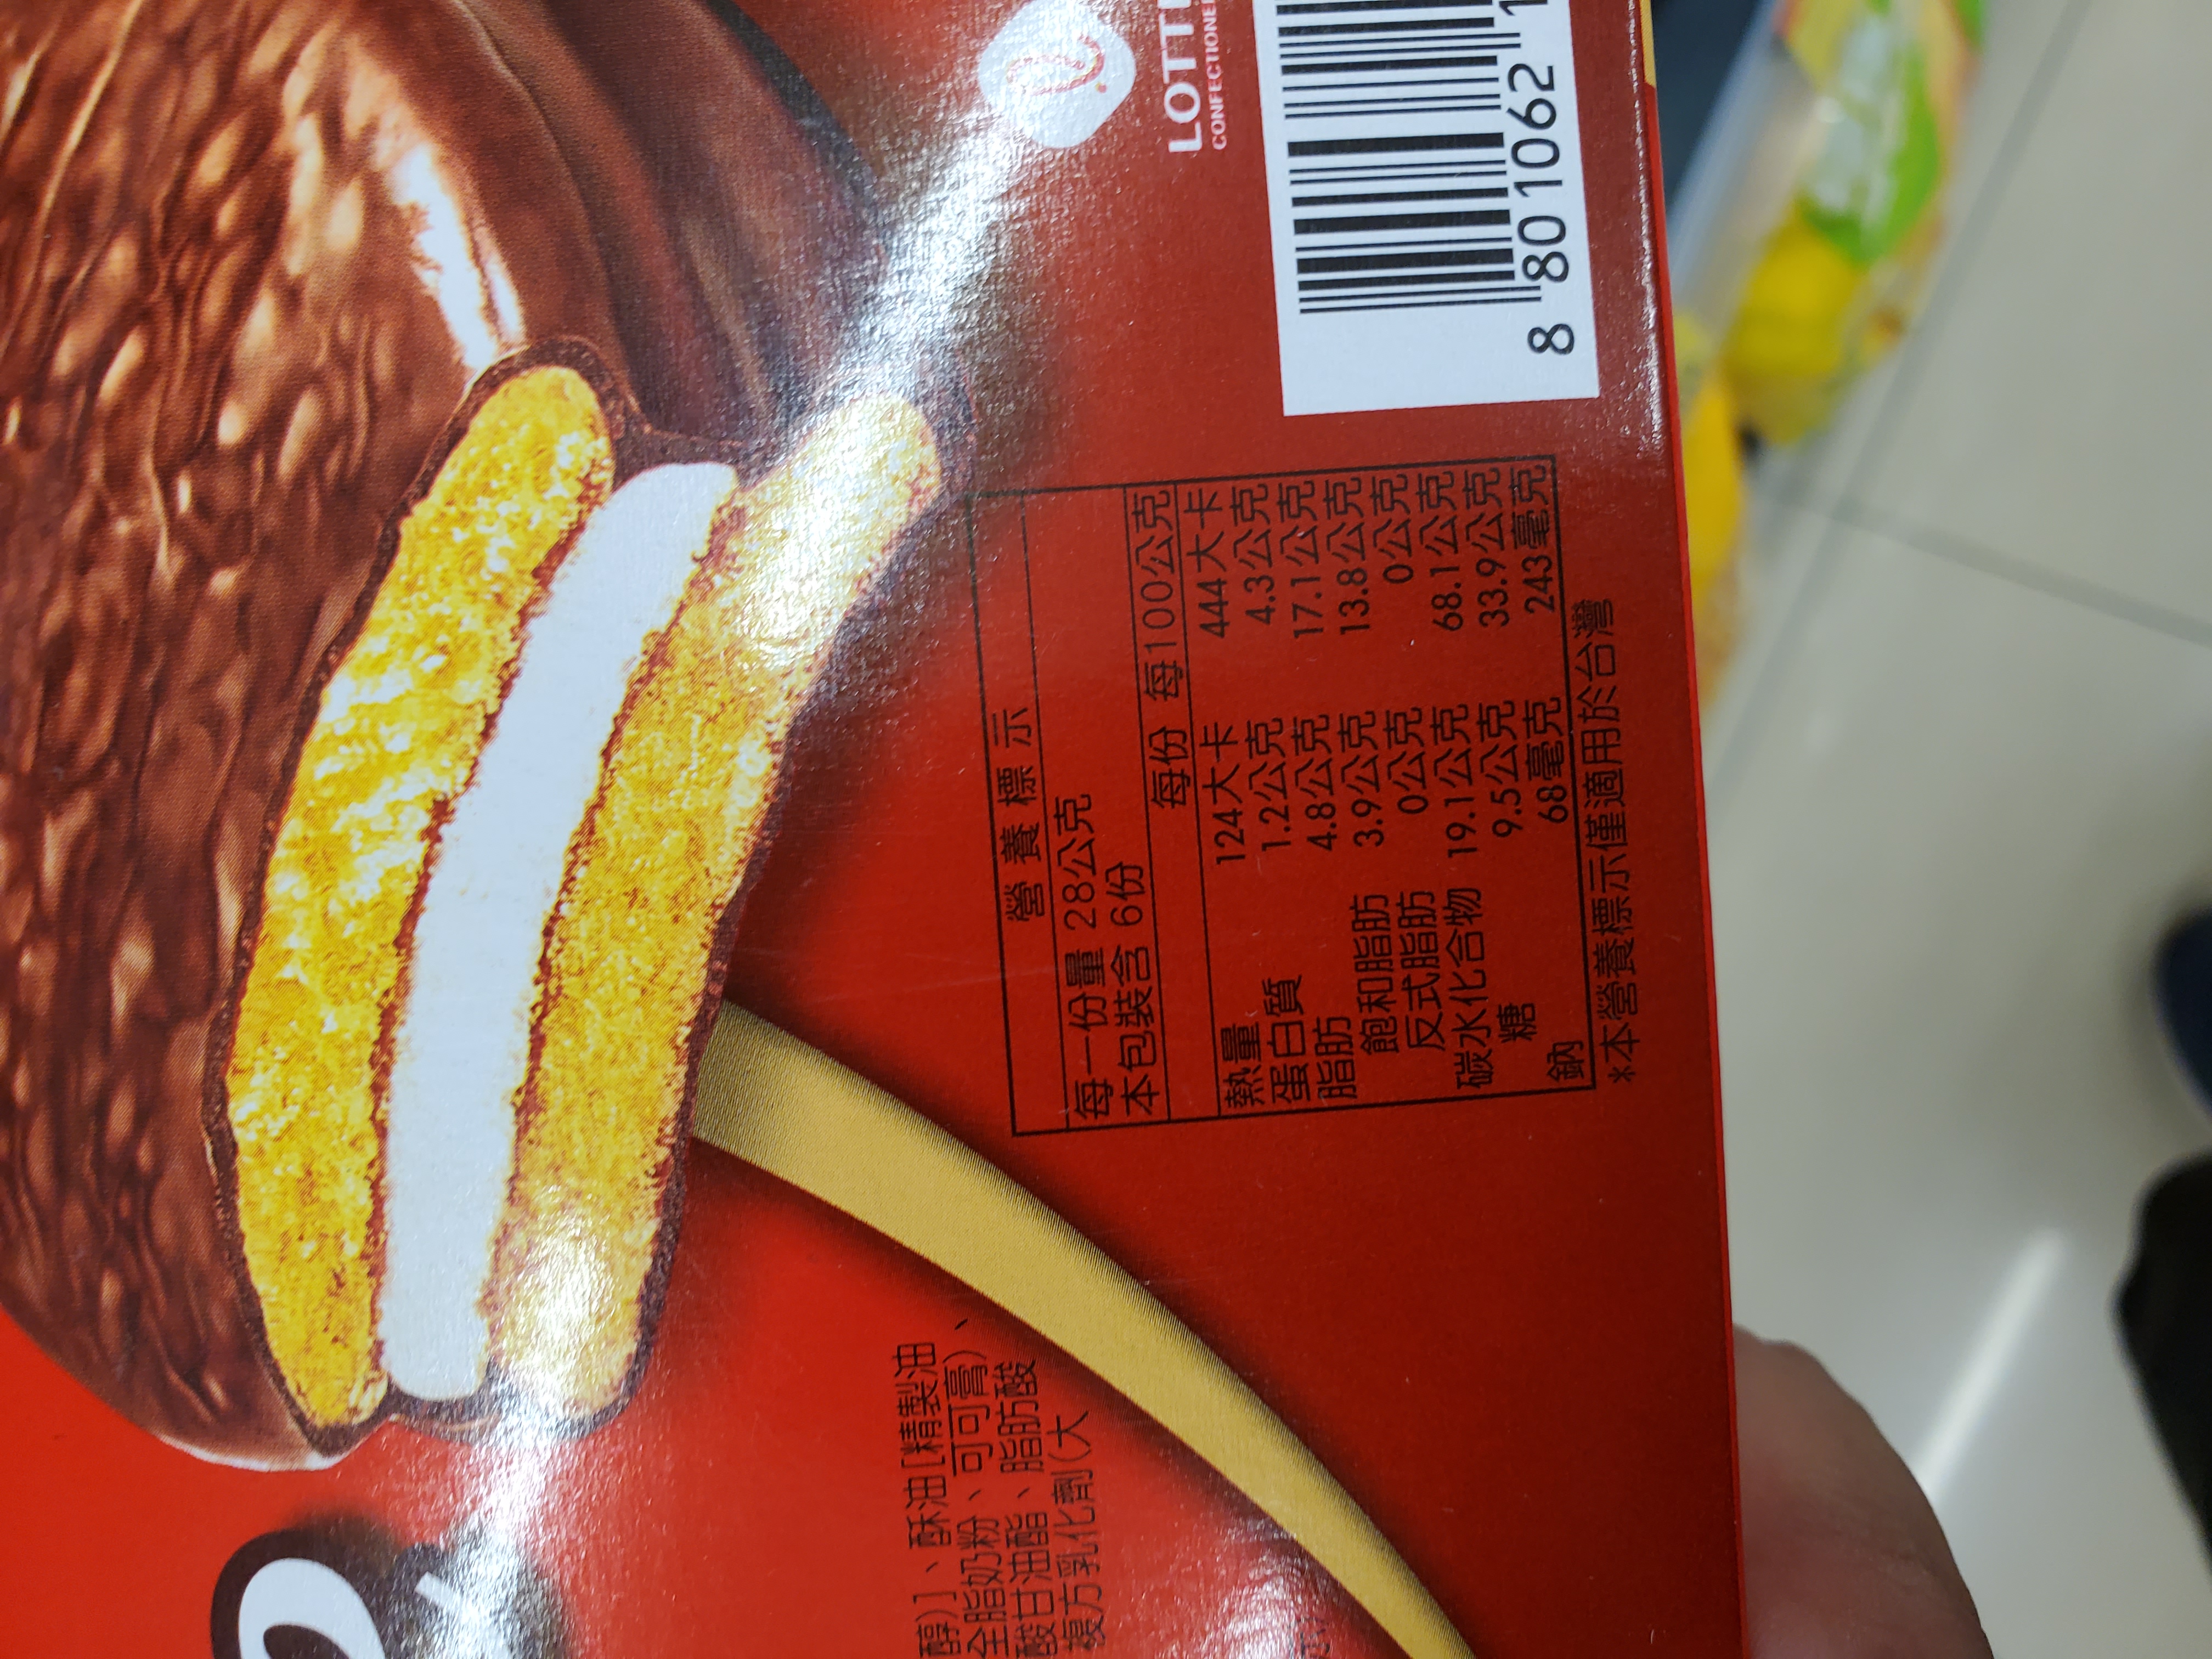 醇)]、酥油[精製油
全脂奶粉、可可膏)、
酸甘油酯、脂肪酸
複方乳化劑(大
營養標示
每一份量 28公克
本包裝含 6份
每份 每100公克
熱量 124大卡 444大卡
蛋白質 1.2公克 4.3公克
脂肪 4.8公克 17.1公克
飽和脂肪 3.9公克 13.8公克
反式脂肪 0公克 0公克
碳水化合物 19.1公克 68.1公克
糖 9.5公克 33.9公克
鈉 68毫克 243毫克
*本營養標示僅適用於台灣
LOTT
CONFECTIONE
8 801062 1